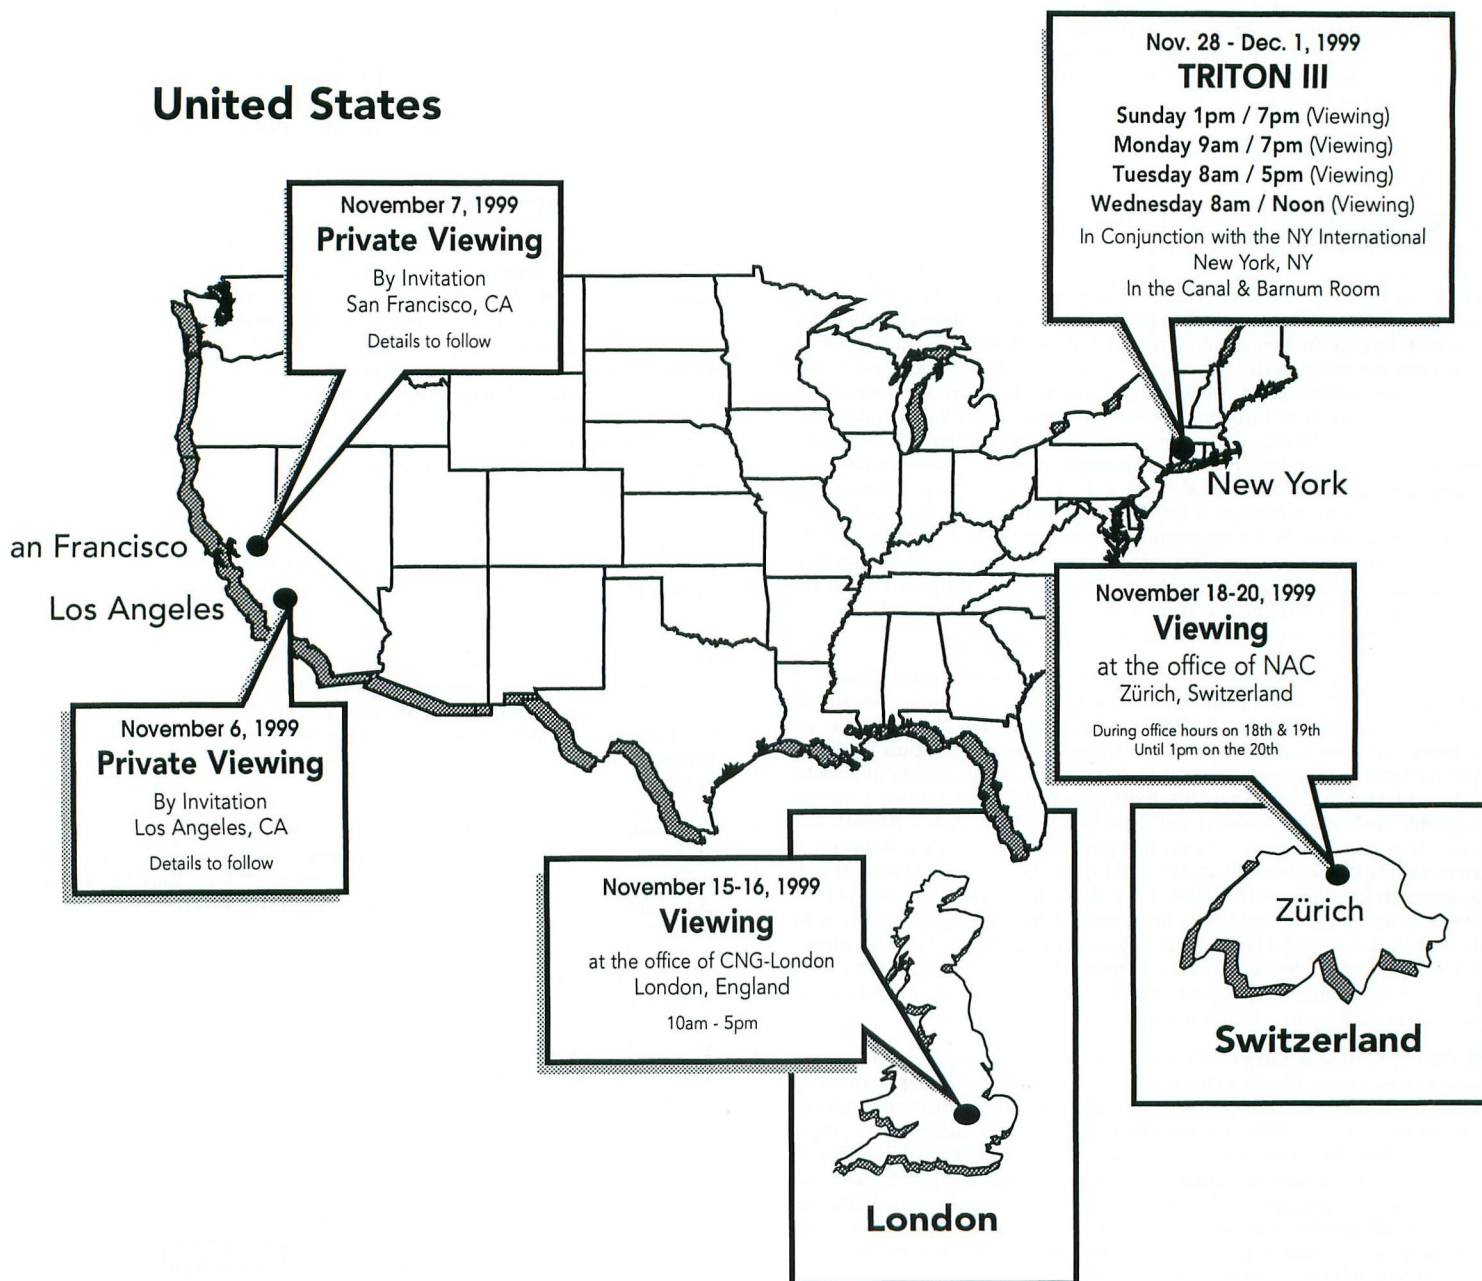 United States
Nov. 28 - Dec. 1, 1999
TRITON III
Sunday 1pm / 7pm (Viewing)
Monday 9am / 7pm (Viewing)
Tuesday 8am / 5pm (Viewing)
Wednesday 8am / Noon (Viewing)
In Conjunction with the NY International
New York, NY
In the Canal & Barnum Room
November 7, 1999
Private Viewing
By Invitation
San Francisco, CA
Details to follow
New York
an Francisco
Los Angeles
November 18-20, 1999
Viewing
at the office of NAC
Zürich, Switzerland
During office hours on 18th & 19th
Until 1pm on the 20th
November 6, 1999
Private Viewing
By Invitation
Los Angeles, CA
Details to follow
November 15-16, 1999
Viewing
at the office of CNG-London
London, England
10am - 5pm
Zürich
Switzerland
London